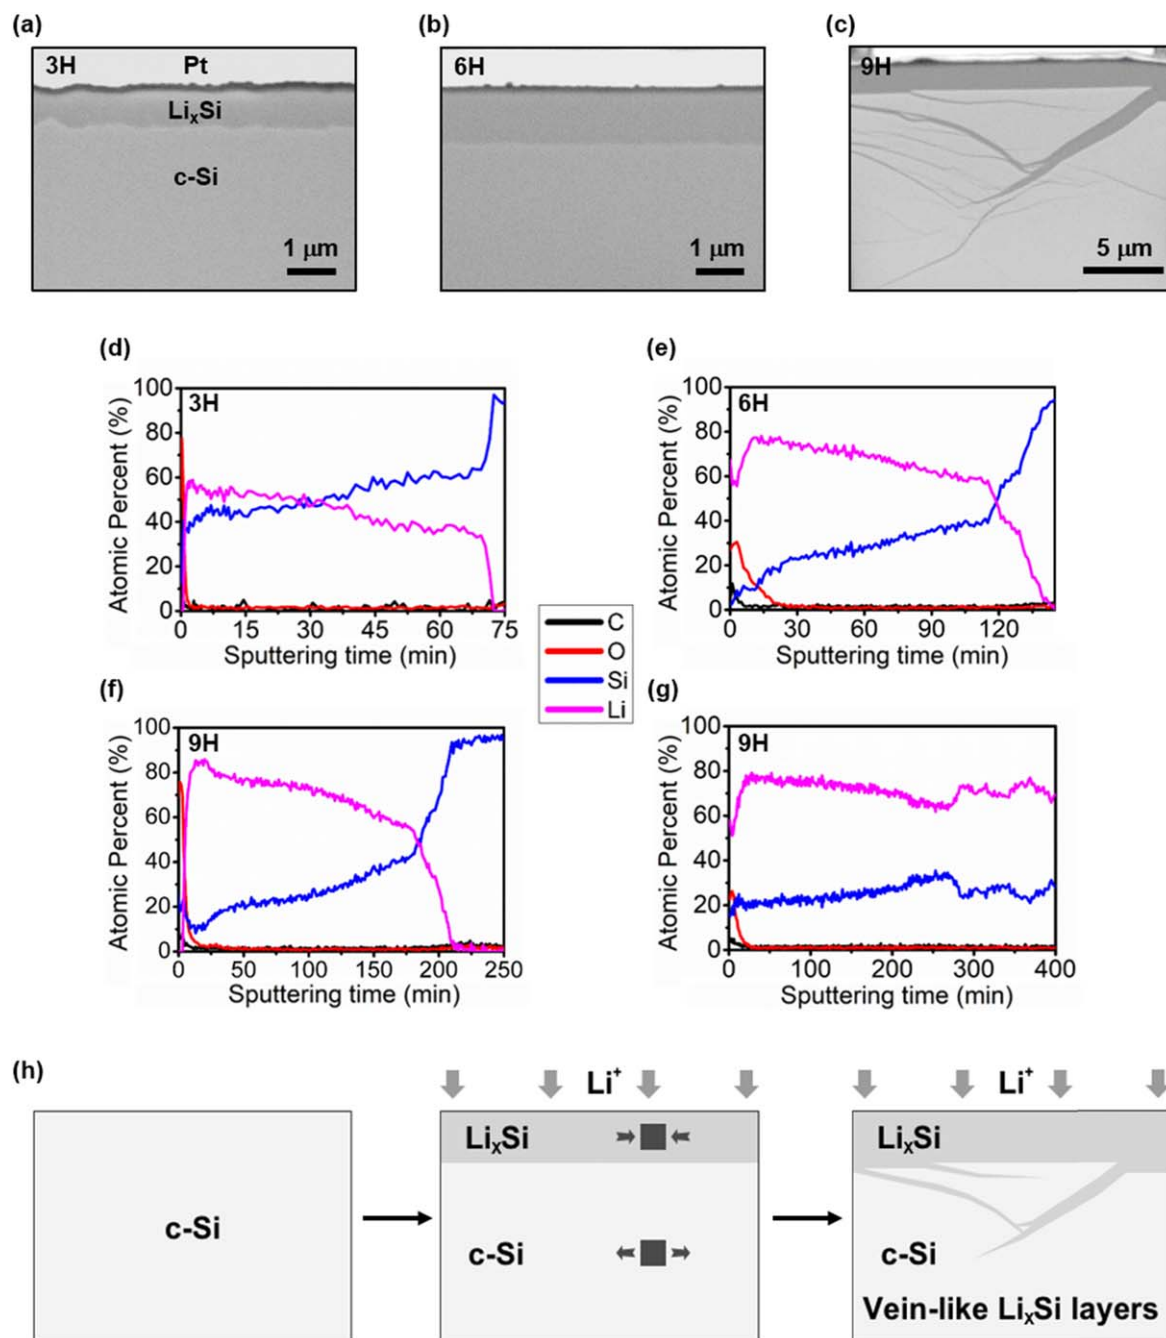 (a)
3H
Pt
LiₓSi
c-Si
1 μm
(b)
6H
1 μm
(c)
9H
5 μm
(d)
3H
Atomic Percent (%)
100
80
60
40
20
0
0 15 30 45 60 75
Sputtering time (min)
(e)
6H
Atomic Percent (%)
100
80
60
40
20
0
0 30 60 90 120
Sputtering time (min)
C
O
Si
Li
(f)
9H
Atomic Percent (%)
100
80
60
40
20
0
0 50 100 150 200 250
Sputtering time (min)
(g)
9H
Atomic Percent (%)
100
80
60
40
20
0
0 100 200 300 400
Sputtering time (min)
(h)
c-Si
Li⁺
LiₓSi
c-Si
Li⁺
LiₓSi
c-Si
Vein-like LiₓSi layers